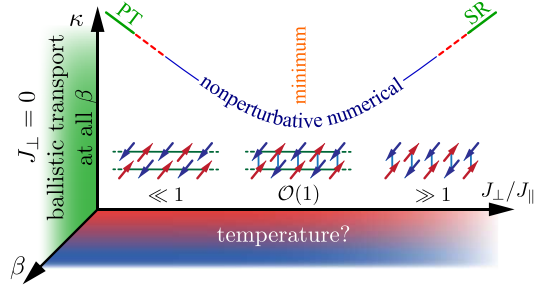 κ
PT
SR
minimum
nonperturbative numerical
J⊥ = 0
ballistic transport
at all β
≪ 1
O(1)
≫ 1
J⊥/J∥
temperature?
β